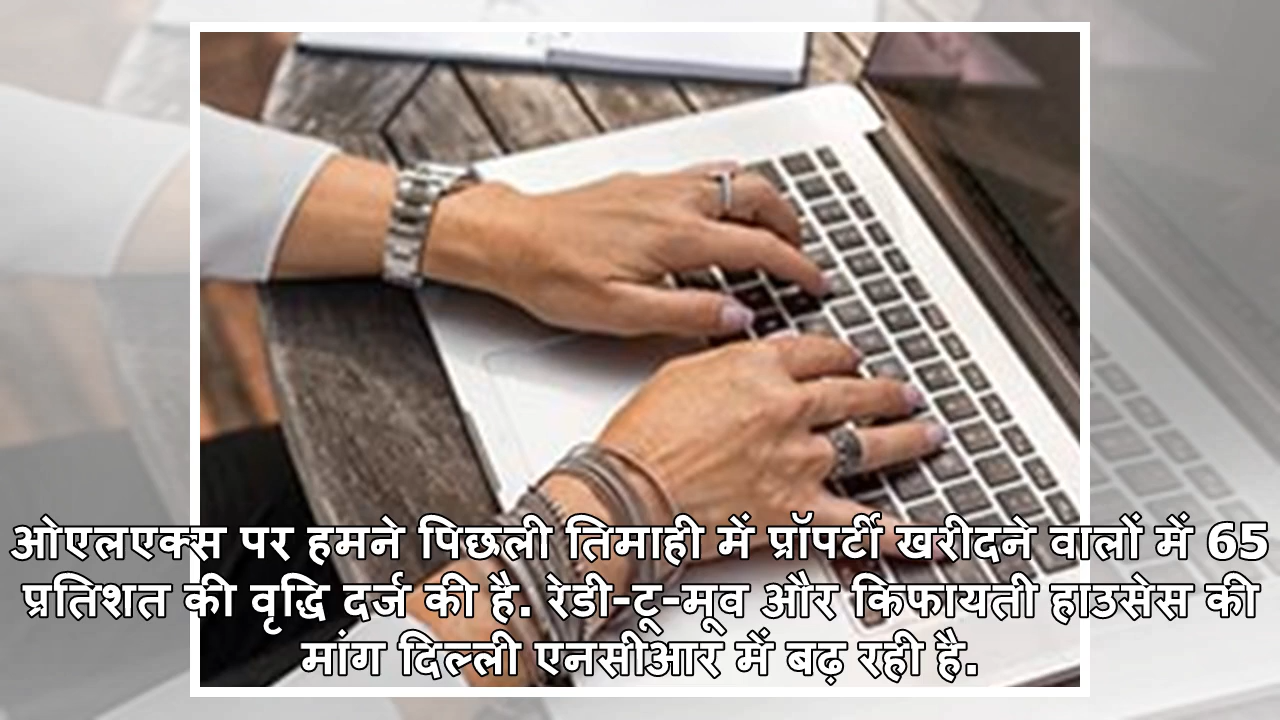 ओएलएक्स पर हमने पिछली तिमाही में प्रॉपर्टी खरीदने वालों में 65
प्रतिशत की वृद्धि दर्ज की है. रेडी-टू-मूव और किफायती हाउसेस की
मांग दिल्ली एनसीआर में बढ़ रही है.